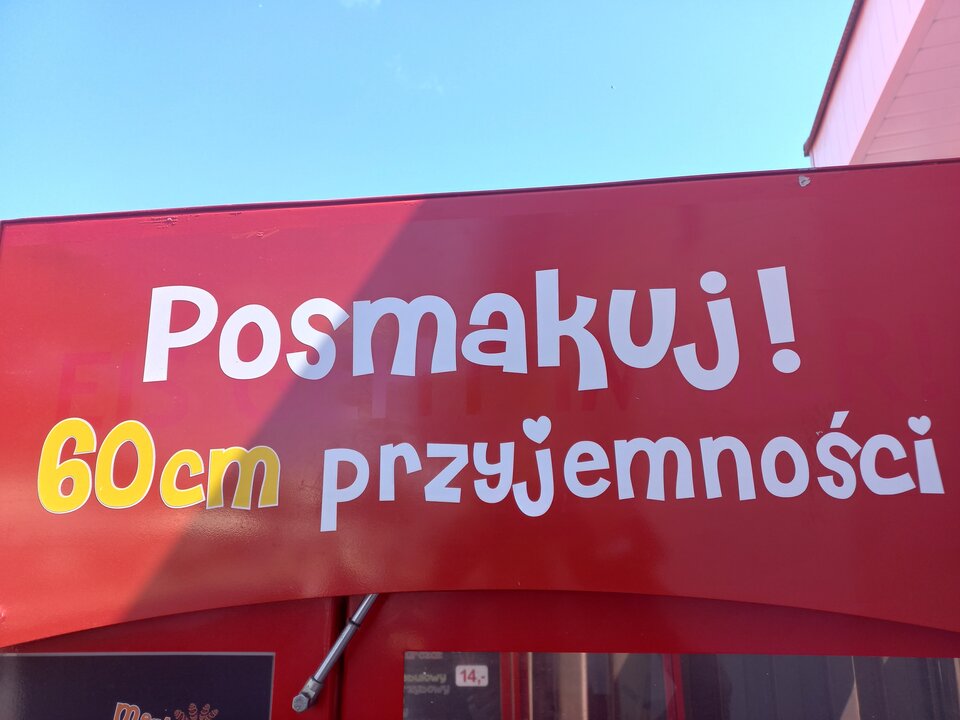 Posmakuj!
60cm przyjemności
14,-